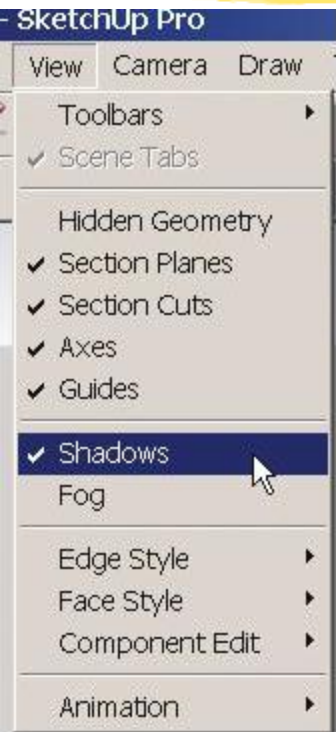 - SketchUp Pro
View Camera Draw
Toolbars
Scene Tabs
Hidden Geometry
Section Planes
Section Cuts
Axes
Guides
Shadows
Fog
Edge Style
Face Style
Component Edit
Animation